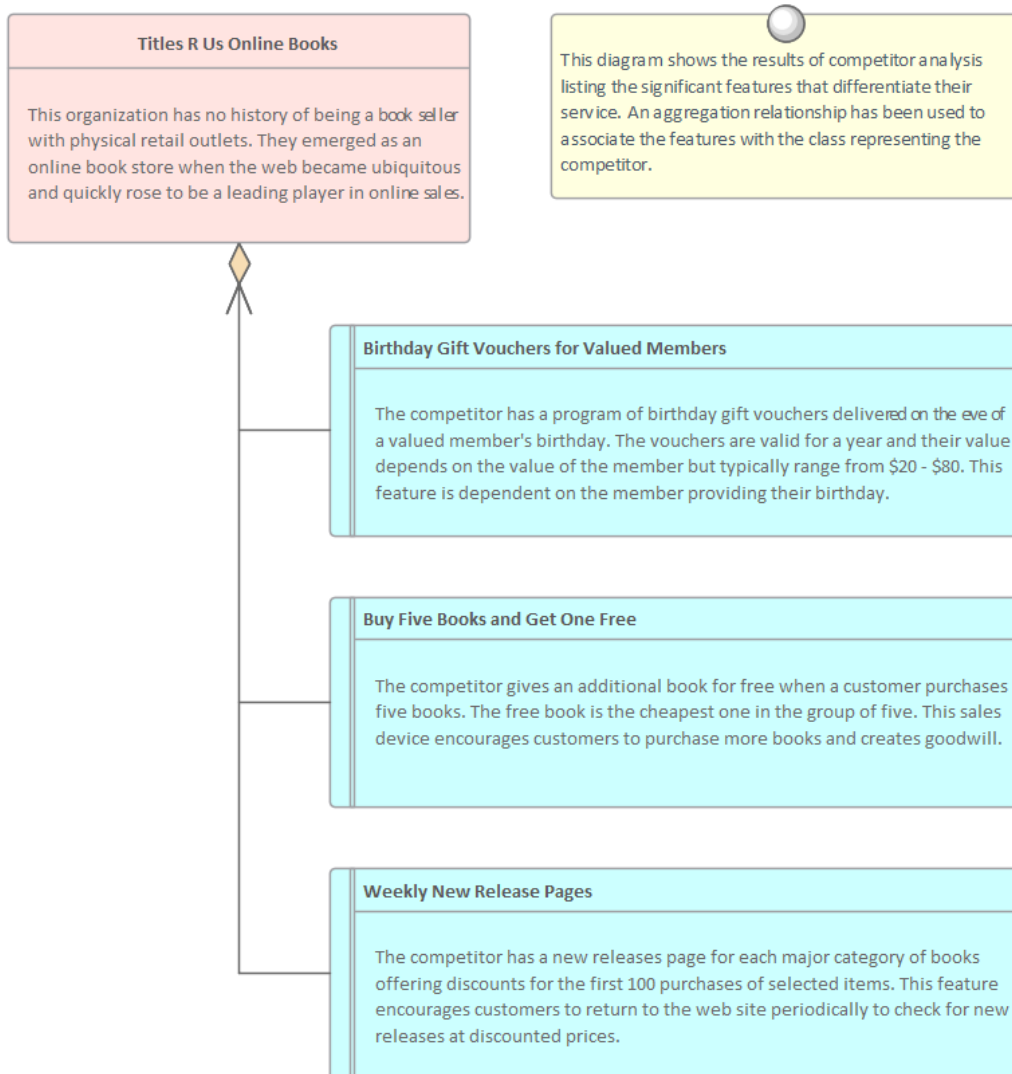 Titles R Us Online Books
This organization has no history of being a book seller
with physical retail outlets. They emerged as an
online book store when the web became ubiquitous
and quickly rose to be a leading player in online sales.
This diagram shows the results of competitor analysis
listing the significant features that differentiate their
service. An aggregation relationship has been used to
associate the features with the class representing the
competitor.
Birthday Gift Vouchers for Valued Members
The competitor has a program of birthday gift vouchers delivered on the eve of
a valued member's birthday. The vouchers are valid for a year and their value
depends on the value of the member but typically range from $20 - $80. This
feature is dependent on the member providing their birthday.
Buy Five Books and Get One Free
The competitor gives an additional book for free when a customer purchases
five books. The free book is the cheapest one in the group of five. This sales
device encourages customers to purchase more books and creates goodwill.
Weekly New Release Pages
The competitor has a new releases page for each major category of books
offering discounts for the first 100 purchases of selected items. This feature
encourages customers to return to the web site periodically to check for new
releases at discounted prices.